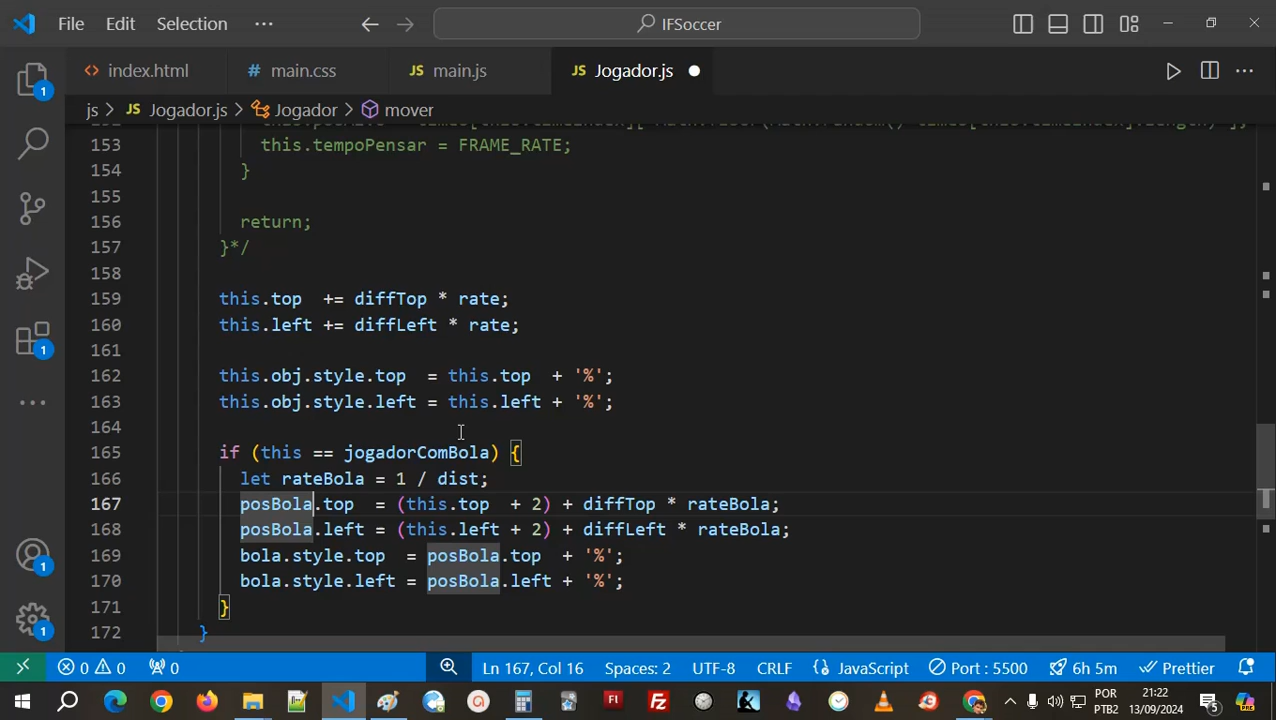 File Edit Selection ··· IFSoccer
index.html main.css JS main.js JS Jogador.js
js > JS Jogador.js > Jogador > mover
153 this.tempoPensar = FRAME_RATE;
154 }
155
156 return;
157 }*/
158
159 this.top += diffTop * rate;
160 this.left += diffLeft * rate;
161
162 this.obj.style.top = this.top + '%';
163 this.obj.style.left = this.left + '%';
164
165 if (this == jogadorComBola) {
166 let rateBola = 1 / dist;
167 posBola.top = (this.top + 2) + diffTop * rateBola;
168 posBola.left = (this.left + 2) + diffLeft * rateBola;
169 bola.style.top = posBola.top + '%';
170 bola.style.left = posBola.left + '%';
171 }
172 }
1
1
1
1
0 0 0 Ln 167, Col 16 Spaces: 2 UTF-8 CRLF JavaScript Port : 5500 6h 5m Prettier
POR 21:22
PTB2 13/09/2024 5